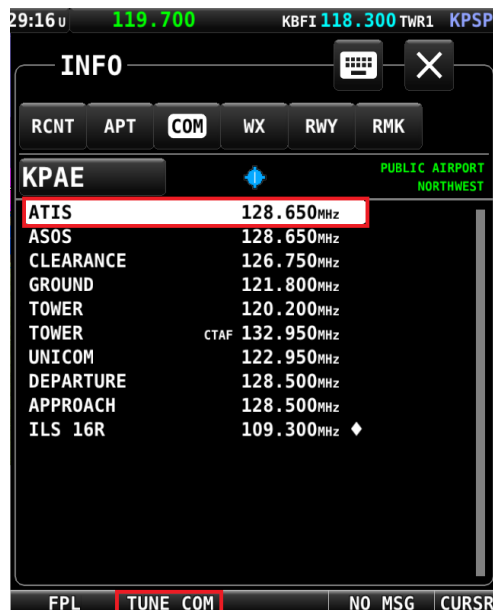 29:16U 119.700 KBFI 118.300 TWR1 KPSP
INFO
RCNT APT COM WX RWY RMK
KPAE
PUBLIC AIRPORT
NORTHWEST
ATIS 128.650MHz
ASOS 128.650MHz
CLEARANCE 126.750MHz
GROUND 121.800MHz
TOWER 120.200MHz
TOWER CTAF 132.950MHz
UNICOM 122.950MHz
DEPARTURE 128.500MHz
APPROACH 128.500MHz
ILS 16R 109.300MHz
FPL TUNE COM NO MSG CURSR